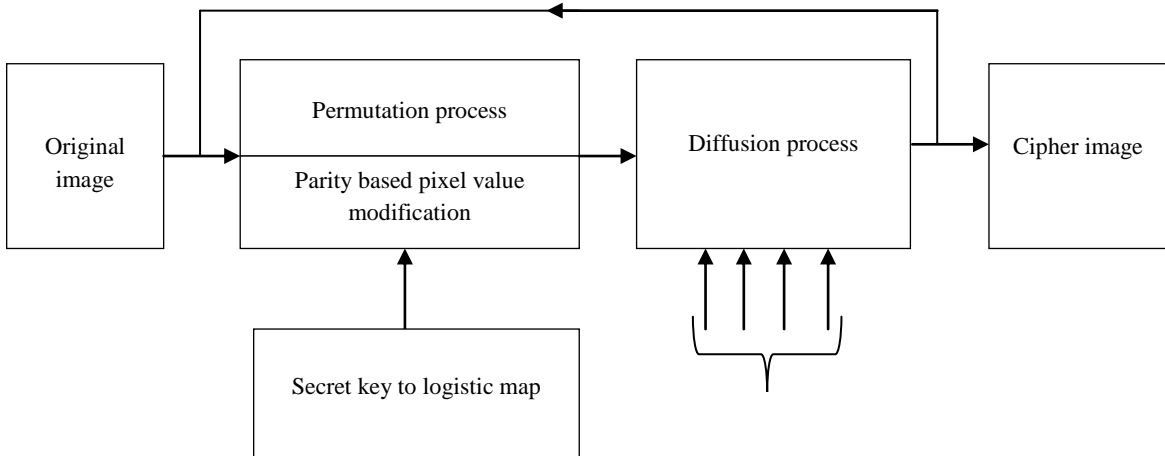 Original
image
Permutation process
Parity based pixel value
modification
Diffusion process
Cipher image
Secret key to logistic map